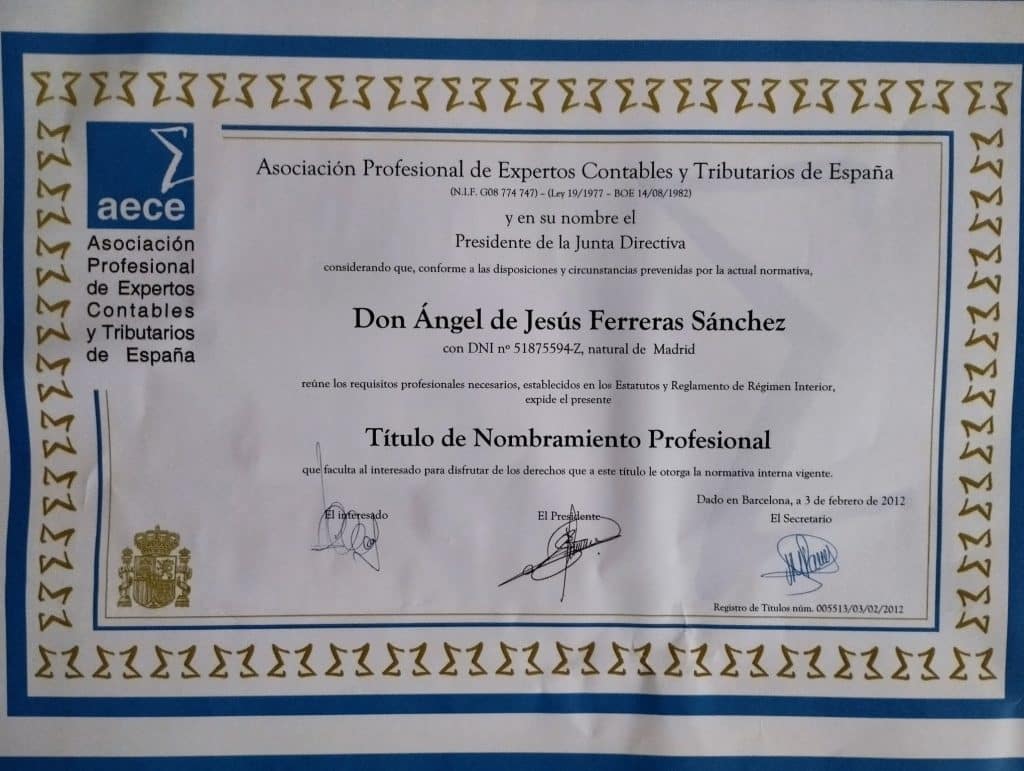 aece
Asociación
Profesional
de Expertos
Contables
y Tributarios
de España
Asociación Profesional de Expertos Contables y Tributarios de España
(N.I.F. G08 774 747) - (Ley 19/1977 - BOE 14/08/1982)
y en su nombre el
Presidente de la Junta Directiva
considerando que, conforme a las disposiciones y circunstancias prevenidas por la actual normativa,
Don Ángel de Jesús Ferreras Sánchez
con DNI nº 51875594-Z, natural de Madrid
reúne los requisitos profesionales necesarios, establecidos en los Estatutos y Reglamento de Régimen Interior,
expide el presente
Título de Nombramiento Profesional
que faculta al interesado para disfrutar de los derechos que a este título le otorga la normativa interna vigente.
Dado en Barcelona, a 3 de febrero de 2012
El interesado
El Presidente
El Secretario
Registro de Títulos núm. 005513/03/02/2012